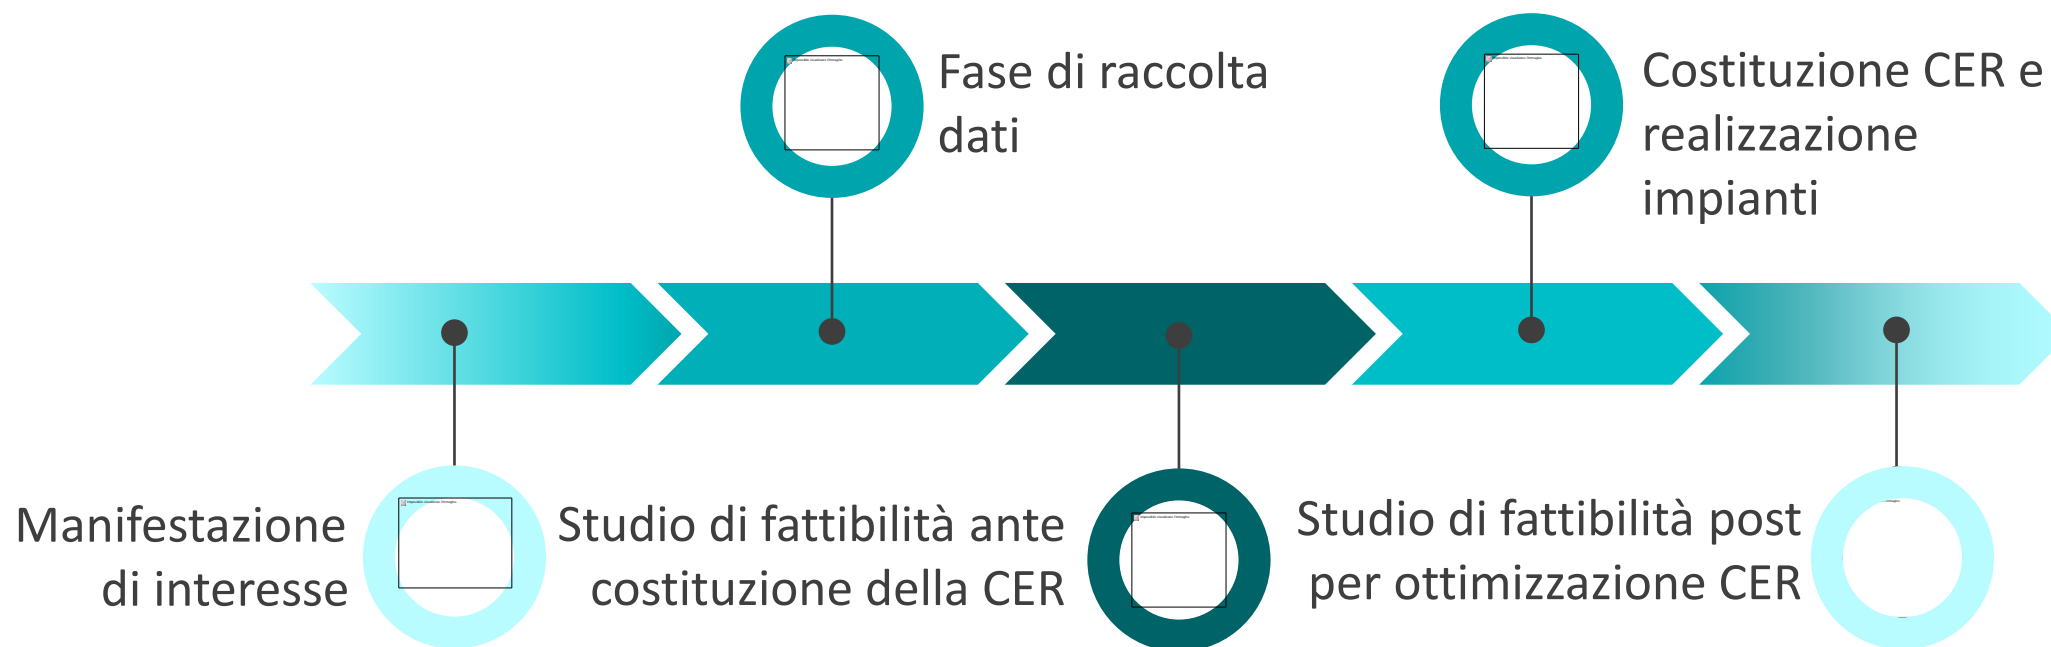 Fase di raccolta
dati
Costituzione CER e
realizzazione
impianti
Manifestazione
di interesse
Studio di fattibilità ante
costituzione della CER
Studio di fattibilità post
per ottimizzazione CER